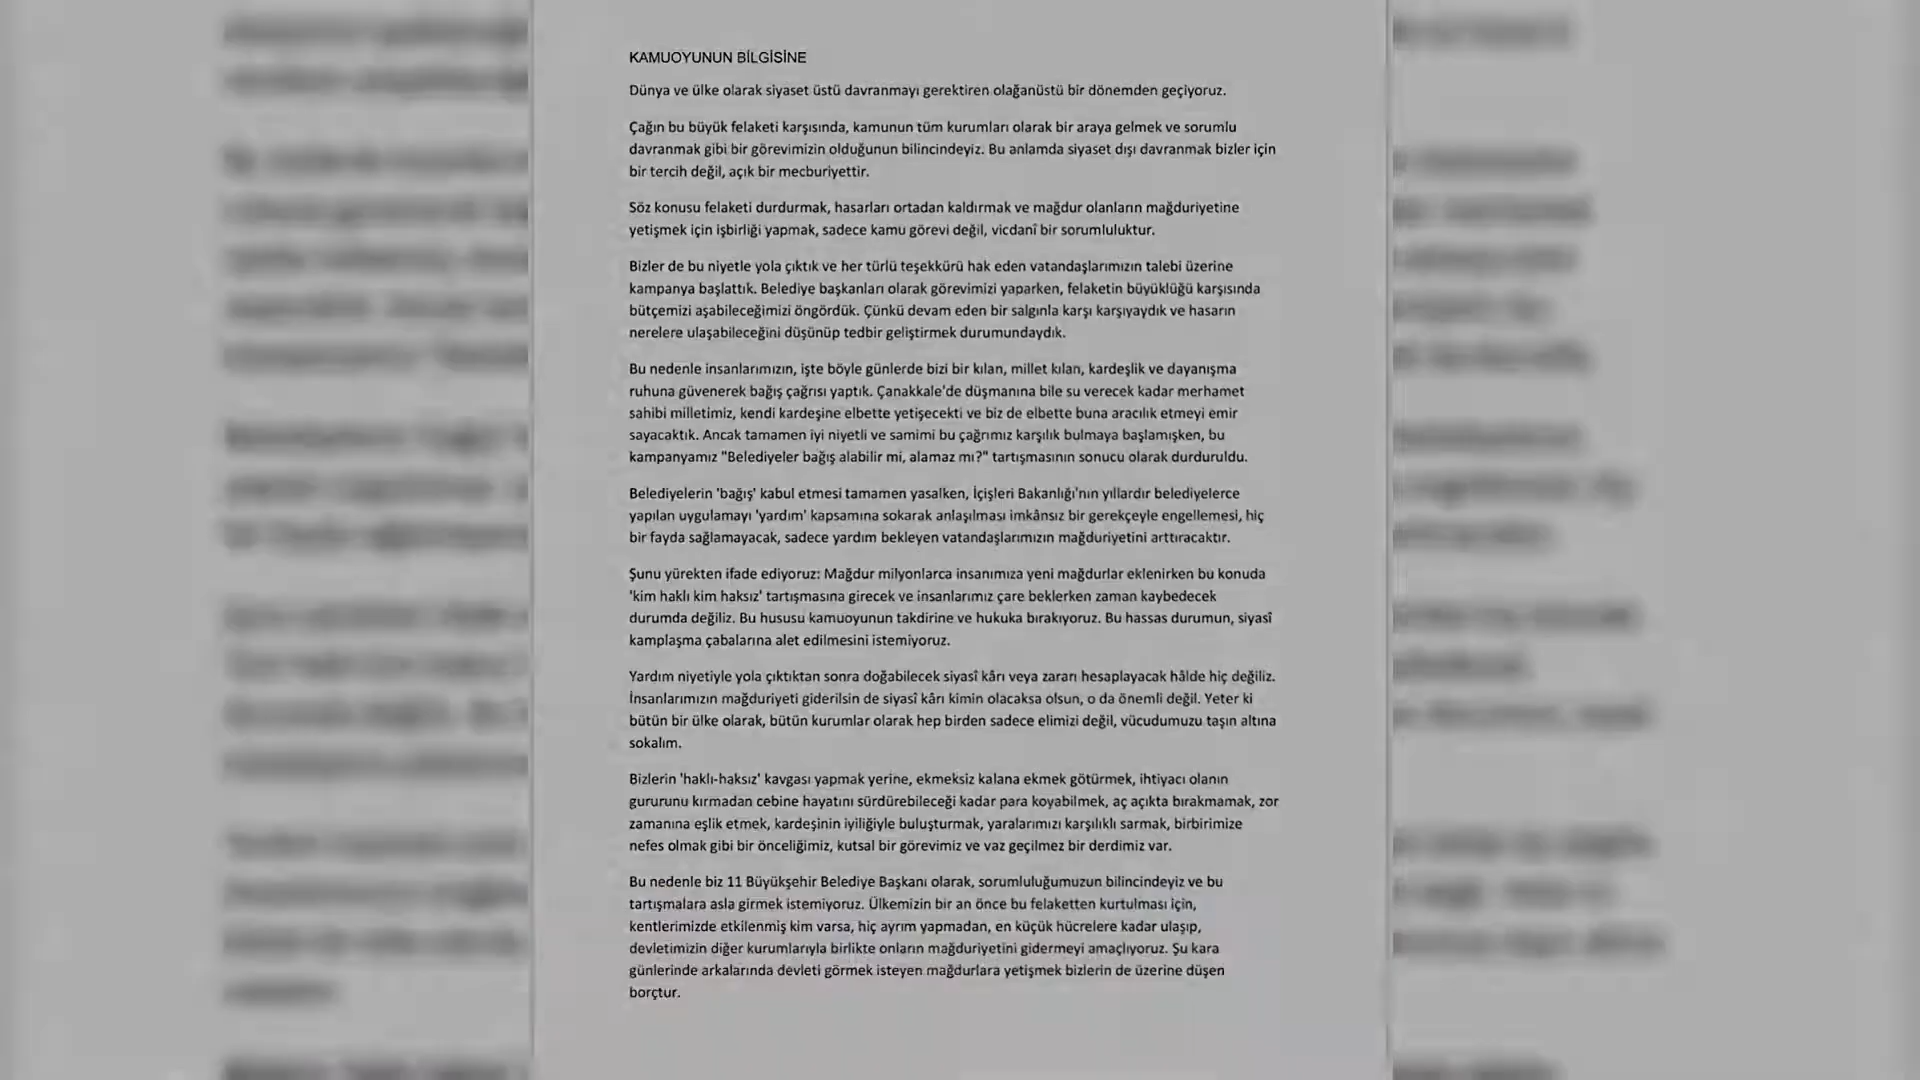 KAMUOYUNUN BİLGİSİNE
Dünya ve ülke olarak siyaset üstü davranmayı gerektiren olağanüstü bir dönemden geçiyoruz.
Çağın bu büyük felaketi karşısında, kamunun tüm kurumları olarak bir araya gelmek ve sorumlu
davranmak gibi bir görevimizin olduğunun bilincindeyiz. Bu anlamda siyaset dışı davranmak bizler için
bir tercih değil, açık bir mecburiyettir.
Söz konusu felaketi durdurmak, hasarları ortadan kaldırmak ve mağdur olanların mağduriyetine
yetişmek için işbirliği yapmak, sadece kamu görevi değil, vicdanî bir sorumluluktur.
Bizler de bu niyetle yola çıktık ve her türlü teşekkürü hak eden vatandaşlarımızın talebi üzerine
kampanya başlattık. Belediye başkanları olarak görevimizi yaparken, felaketin büyüklüğü karşısında
bütçemizi aşabileceğimizi öngördük. Çünkü devam eden bir salgınla karşı karşıyaydık ve hasarın
nerelere ulaşabileceğini düşünüp tedbir geliştirmek durumundaydık.
Bu nedenle insanlarımızın, işte böyle günlerde bizi bir kılan, millet kılan, kardeşlik ve dayanışma
ruhuna güvenerek bağış çağrısı yaptık. Çanakkale'de düşmanına bile su verecek kadar merhamet
sahibi milletimiz, kendi kardeşine elbette yetişecekti ve biz de elbette buna aracılık etmeyi emir
sayacaktık. Ancak tamamen iyi niyetli ve samimi bu çağrımız karşılık bulmaya başlamışken, bu
kampanyamız "Belediyeler bağış alabilir mi, alamaz mı?" tartışmasının sonucu olarak durduruldu.
Belediyelerin 'bağış' kabul etmesi tamamen yasalken, İçişleri Bakanlığı'nın yıllardır belediyelerce
yapılan uygulamayı 'yardım' kapsamına sokarak anlaşılması imkânsız bir gerekçeyle engellemesi, hiç
bir fayda sağlamayacak, sadece yardım bekleyen vatandaşlarımızın mağduriyetini arttıracaktır.
Şunu yürekten ifade ediyoruz: Mağdur milyonlarca insanımıza yeni mağdurlar eklenirken bu konuda
'kim haklı kim haksız' tartışmasına girecek ve insanlarımız çare beklerken zaman kaybedecek
durumda değiliz. Bu hususu kamuoyunun takdirine ve hukuka bırakıyoruz. Bu hassas durumun, siyasî
kamplaşma çabalarına alet edilmesini istemiyoruz.
Yardım niyetiyle yola çıktıktan sonra doğabilecek siyasî kârı veya zararı hesaplayacak hâlde hiç değiliz.
İnsanlarımızın mağduriyeti giderilsin de siyasî kârı kimin olacaksa olsun, o da önemli değil. Yeter ki
bütün bir ülke olarak, bütün kurumlar olarak hep birden sadece elimizi değil, vücudumuzu taşın altına
sokalım.
Bizlerin 'haklı-haksız' kavgası yapmak yerine, ekmeksiz kalana ekmek götürmek, ihtiyacı olanın
gururunu kırmadan cebine hayatını sürdürebileceği kadar para koyabilmek, aç açıkta bırakmamak, zor
zamanına eşlik etmek, kardeşinin iyiliğiyle buluşturmak, yaralarımızı karşılıklı sarmak, birbirimize
nefes olmak gibi bir önceliğimiz, kutsal bir görevimiz ve vaz geçilmez bir derdimiz var.
Bu nedenle biz 11 Büyükşehir Belediye Başkanı olarak, sorumluluğumuzun bilincindeyiz ve bu
tartışmalara asla girmek istemiyoruz. Ülkemizin bir an önce bu felaketten kurtulması için,
kentlerimizde etkilenmiş kim varsa, hiç ayrım yapmadan, en küçük hücrelere kadar ulaşıp,
devletimizin diğer kurumlarıyla birlikte onların mağduriyetini gidermeyi amaçlıyoruz. Şu kara
günlerinde arkalarında devleti görmek isteyen mağdurlara yetişmek bizlerin de üzerine düşen
borçtur.